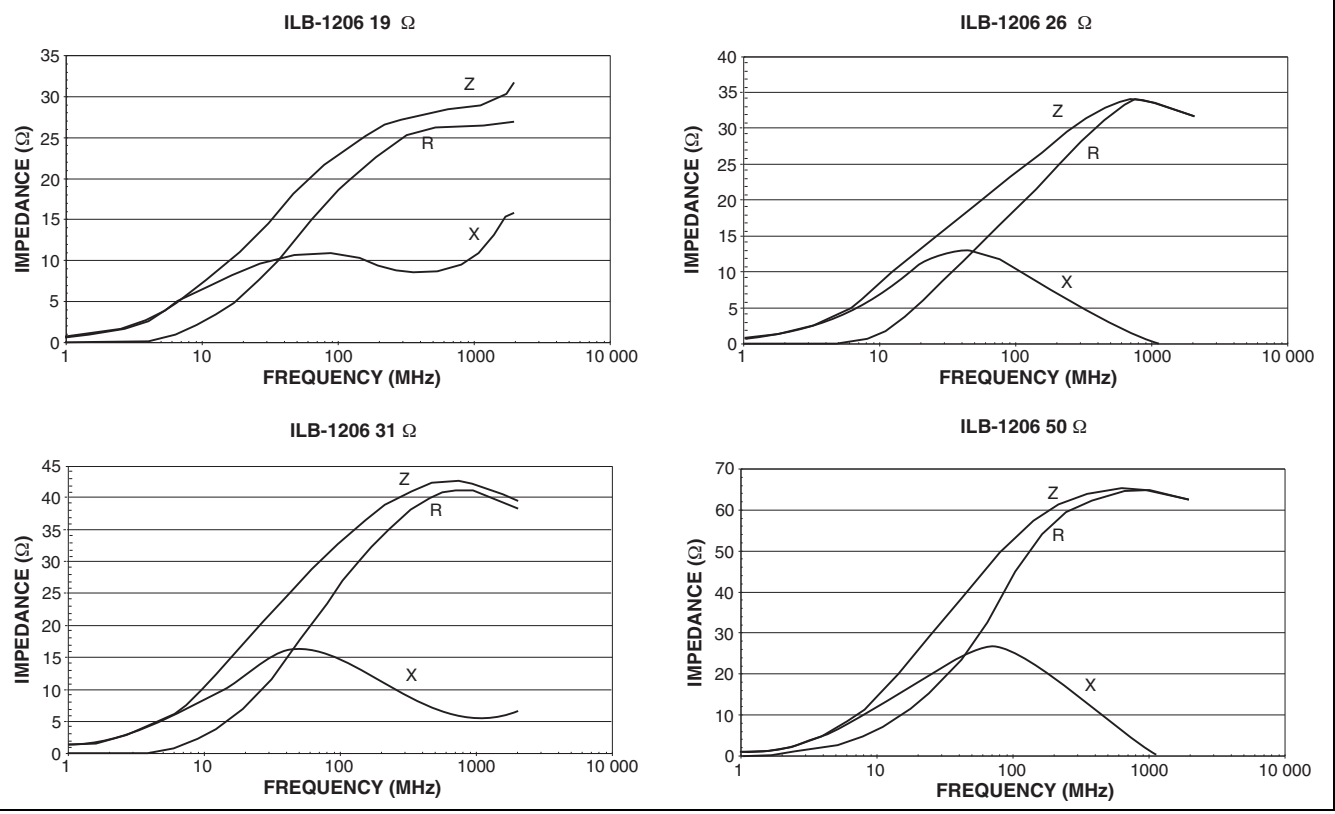 ILB-1206 19 Ω
35
30
25
20
15
10
5
0
IMPEDANCE (Ω)
Z
R
X
1 10 100 1000 10 000
FREQUENCY (MHz)
ILB-1206 26 Ω
40
35
30
25
20
15
10
5
0
IMPEDANCE (Ω)
Z
R
X
1 10 100 1000 10 000
FREQUENCY (MHz)
ILB-1206 31 Ω
45
40
35
30
25
20
15
10
5
0
IMPEDANCE (Ω)
Z
R
X
1 10 100 1000 10 000
FREQUENCY (MHz)
ILB-1206 50 Ω
70
60
50
40
30
20
10
0
IMPEDANCE (Ω)
Z
R
X
1 10 100 1000 10 000
FREQUENCY (MHz)